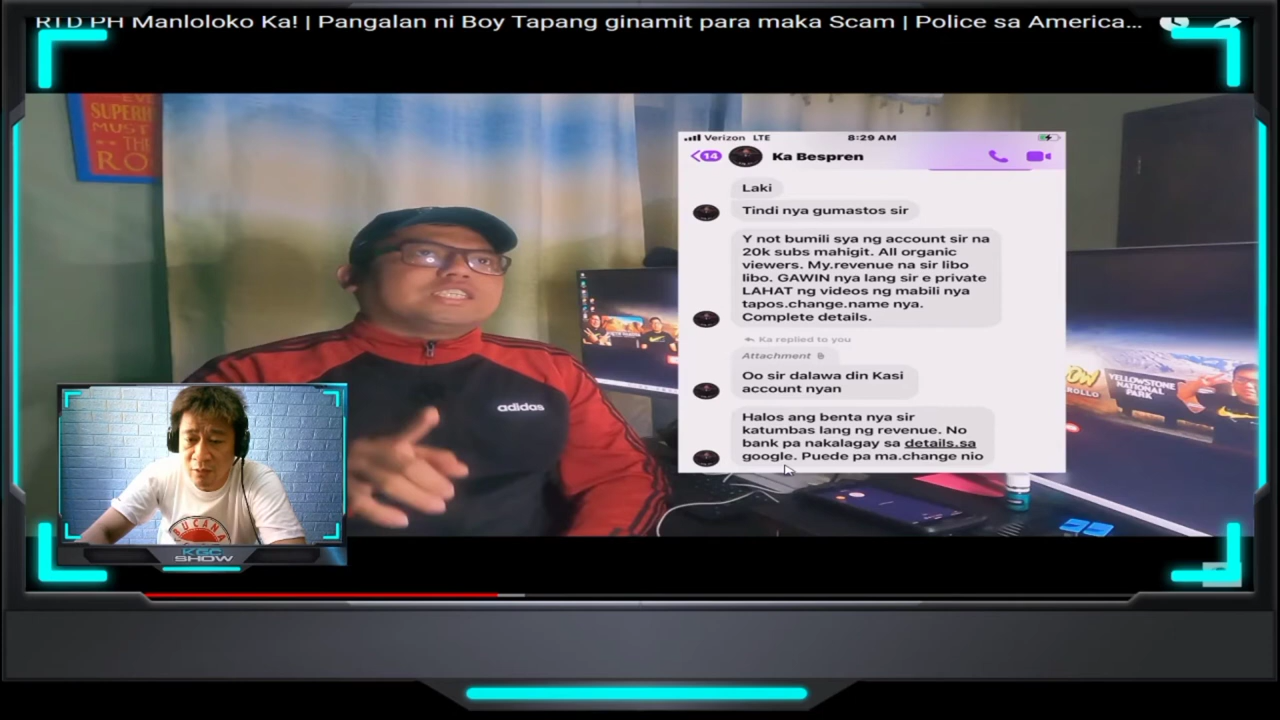 RTD PH Manloloko Ka! | Pangalan ni Boy Tapang ginamit para maka Scam | Police sa America...
SUPERH
MUST
THE
RO
Verizon LTE
8:29 AM
14
Ka Bespren
Laki
Tindi nya gumastos sir
Y not bumili sya ng account sir na
20k subs mahigit. All organic
viewers. My.revenue na sir libo
libo. GAWIN nya lang sir e private
LAHAT ng videos ng mabili nya
tapos.change.name nya.
Complete details.
Ka replied to you
Attachment
Oo sir dalawa din Kasi
account nyan
Halos ang benta nya sir
katumbas lang ng revenue. No
bank pa nakalagay sa details.sa
google. Puede pa ma.change nio
adidas
YELLOWSTONE
NATIONAL
PARK
BUCANA
KGC
SHOW